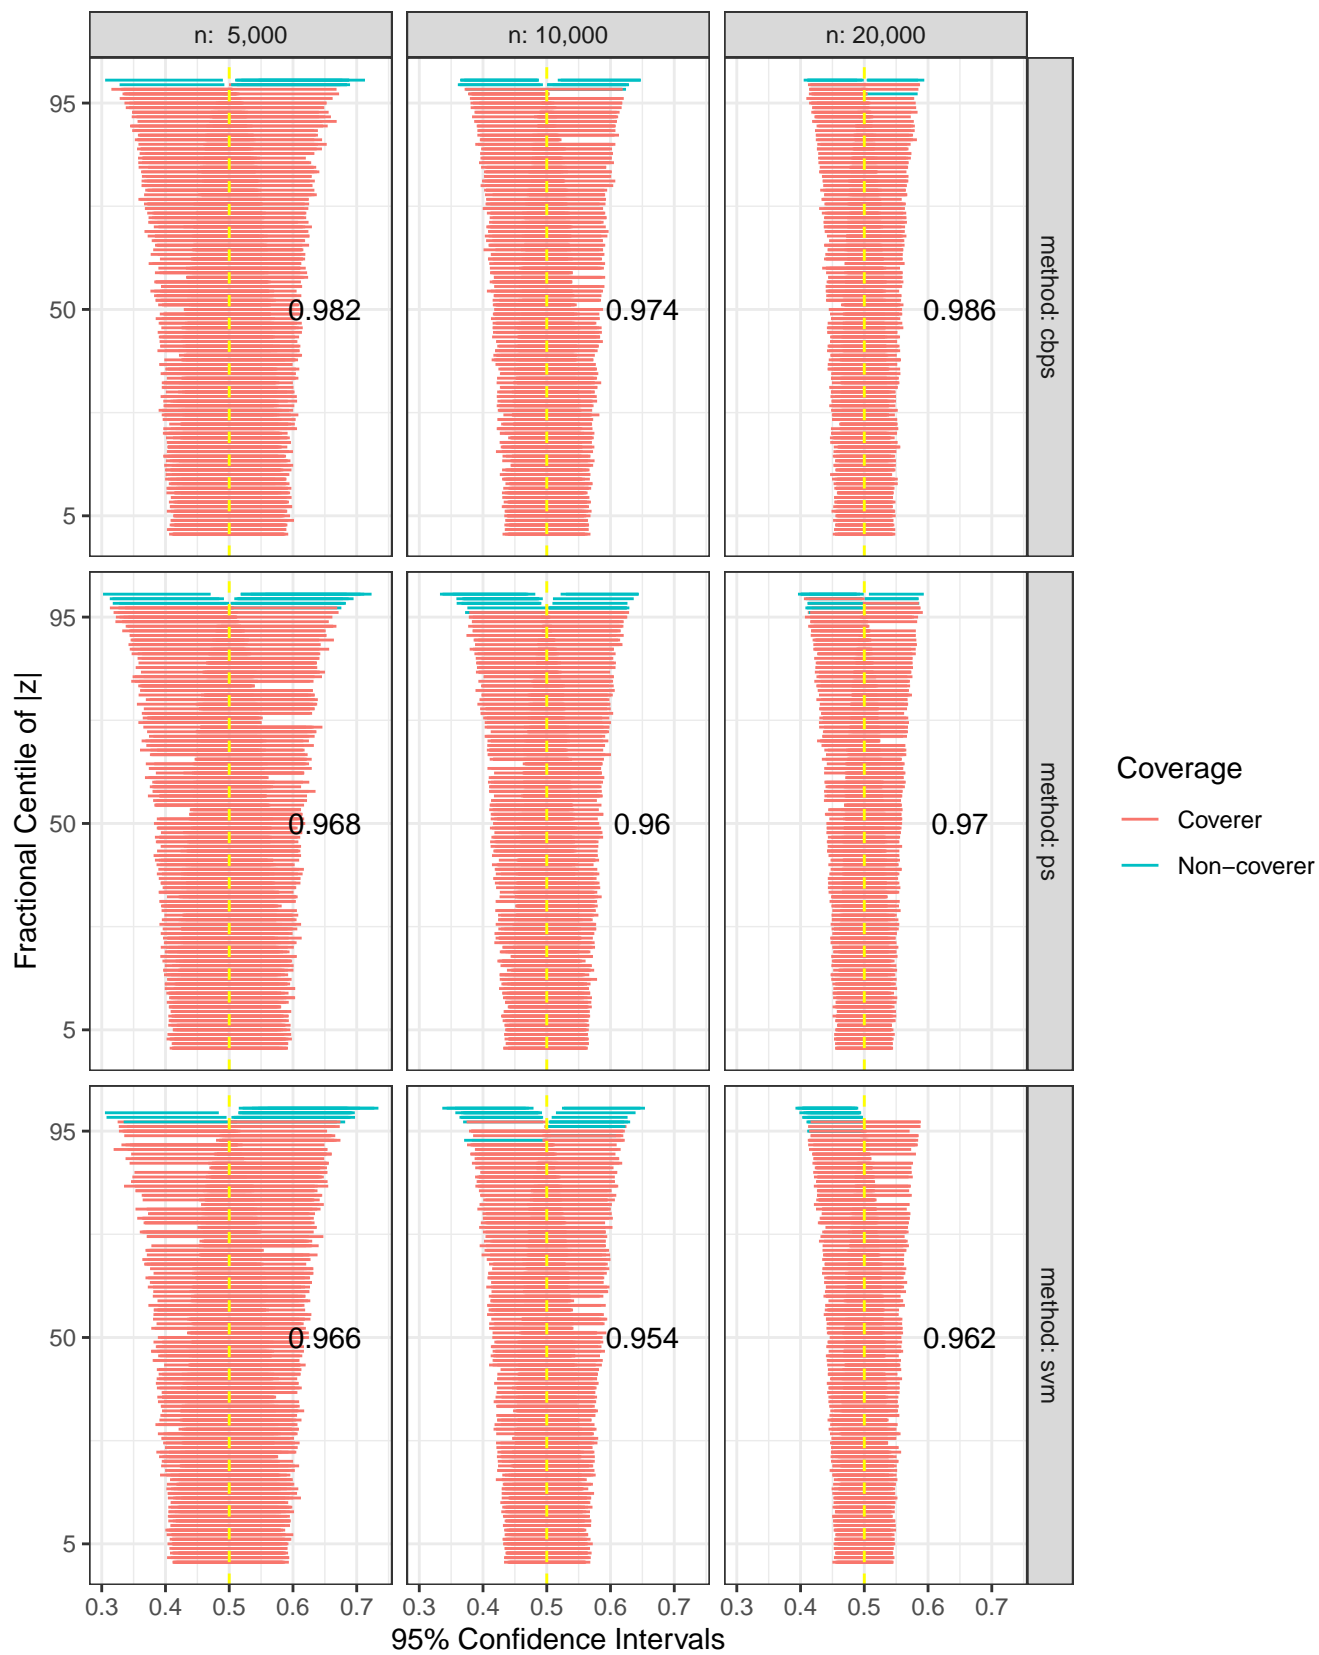 n:  5,000
n: 10,000
n: 20,000
95
50
5
0.982
0.974
0.986
method: cbps
95
50
5
0.968
0.96
0.97
method: ps
95
50
5
0.966
0.954
0.962
method: svm
Fractional Centile of |z|
0.3 0.4 0.5 0.6 0.7
0.3 0.4 0.5 0.6 0.7
0.3 0.4 0.5 0.6 0.7
95% Confidence Intervals
Coverage
Coverer
Non−coverer